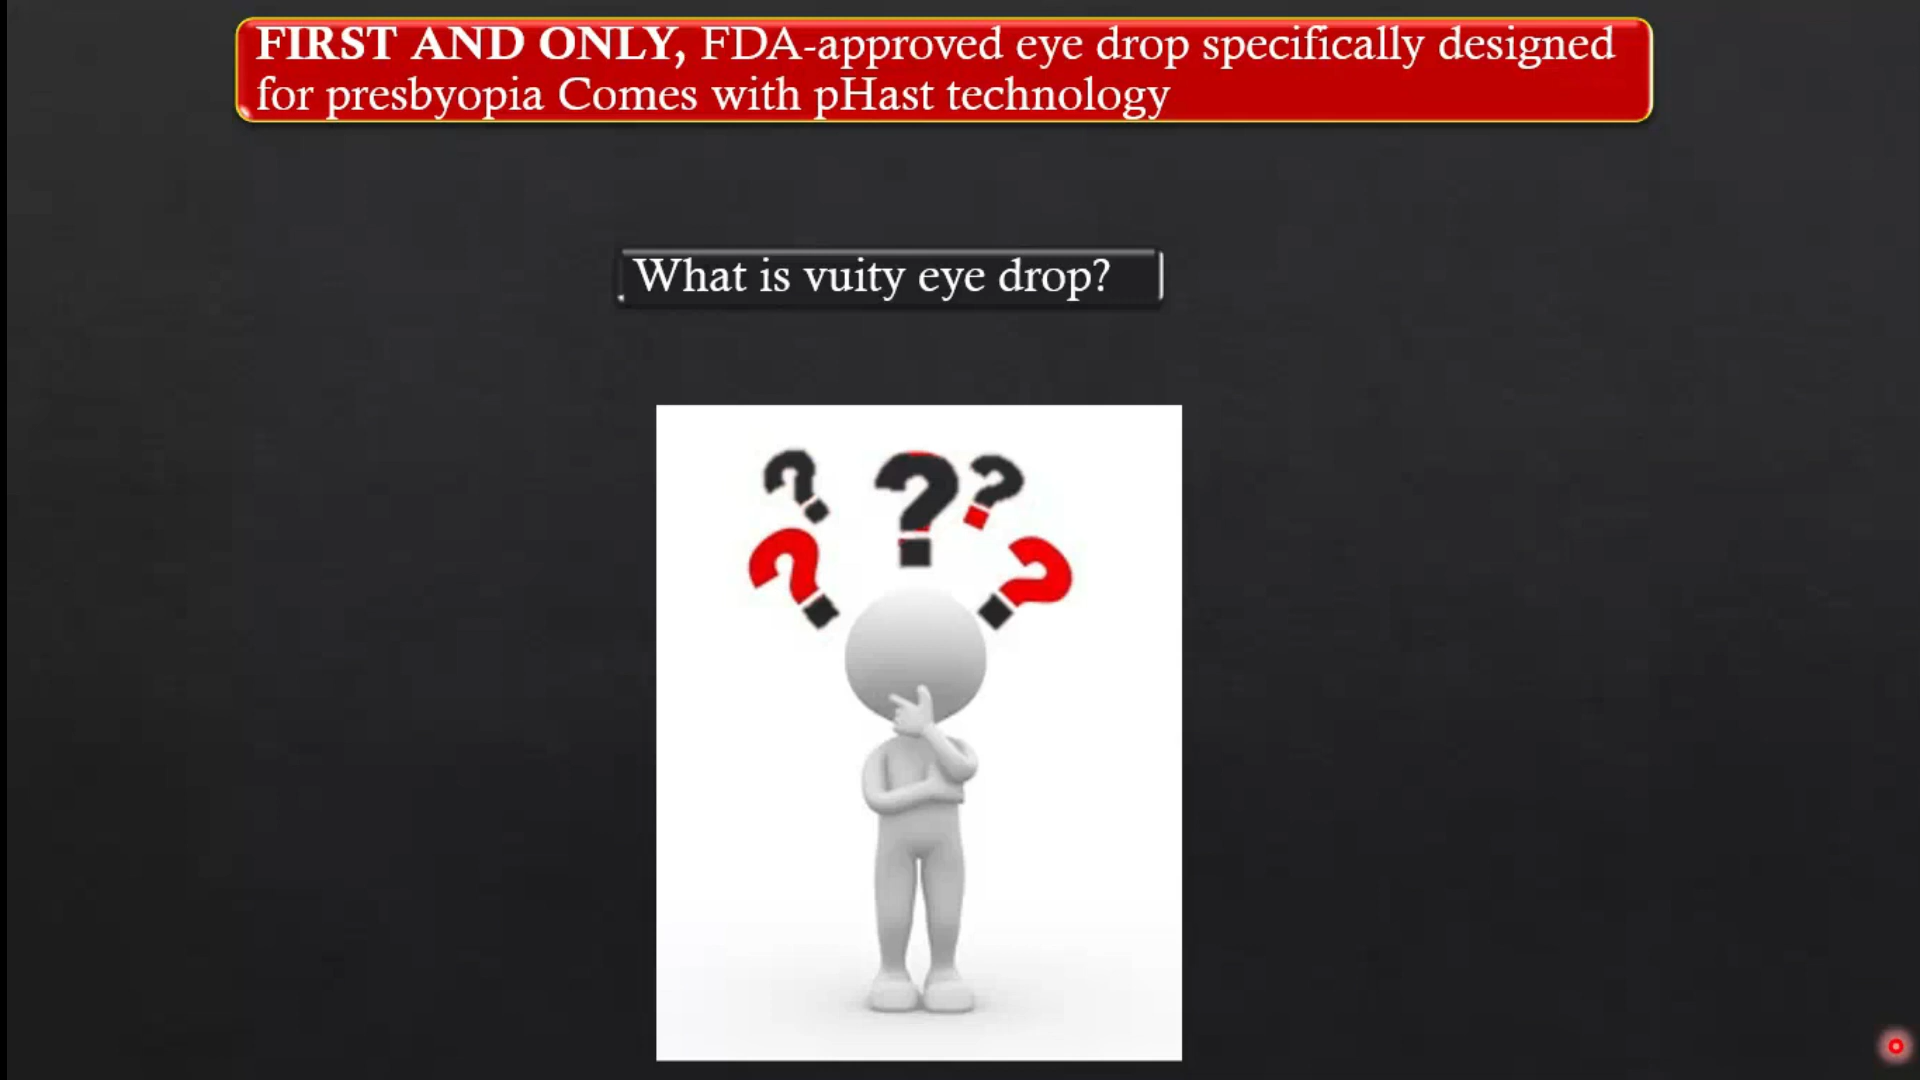 FIRST AND ONLY, FDA-approved eye drop specifically designed
for presbyopia Comes with pHast technology
What is vuity eye drop?
? ? ?
? ?